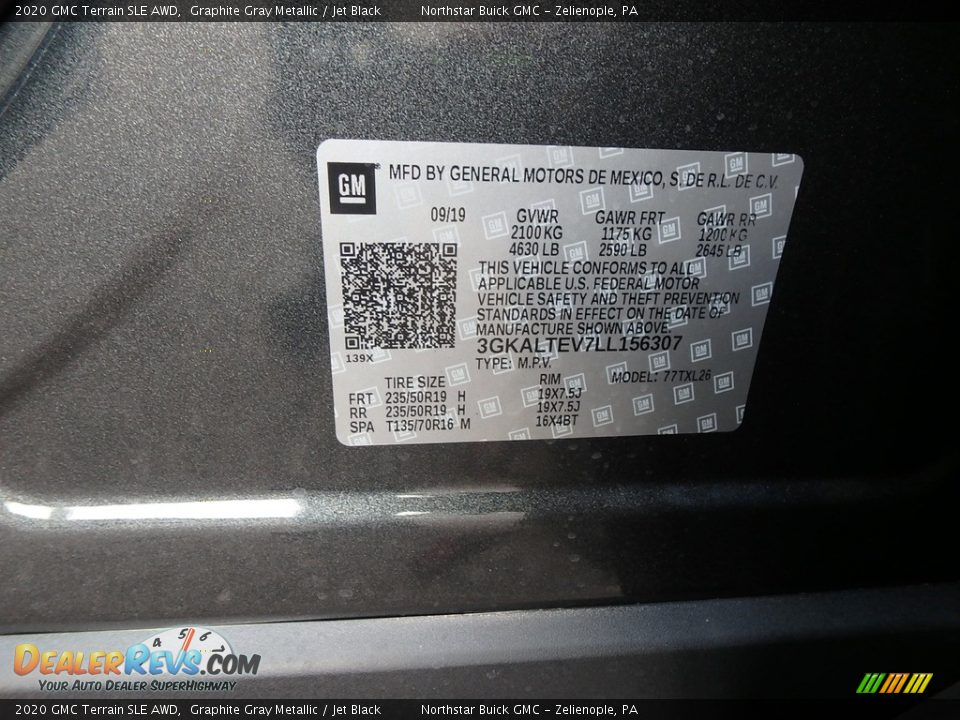 2020 GMC Terrain SLE AWD, Graphite Gray Metallic / Jet Black Northstar Buick GMC - Zelienople, PA
GM MFD BY GENERAL MOTORS DE MEXICO, S. DE R.L. DE C.V.
09/19 GVWR GAWR FRT GAWR RR
2100 KG 1175 KG 1200 KG
4630 LB 2590 LB 2645 LB
THIS VEHICLE CONFORMS TO ALL
APPLICABLE U.S. FEDERAL MOTOR
VEHICLE SAFETY AND THEFT PREVENTION
STANDARDS IN EFFECT ON THE DATE OF
MANUFACTURE SHOWN ABOVE.
3GKALTEV7LL156307
139X
TYPE: M.P.V. MODEL: 77TXL26
TIRE SIZE RIM
FRT 235/50R19 H 19X7.5J
RR 235/50R19 H 19X7.5J
SPA T135/70R16 M 16X4BT
4 5 6
DEALERREVS.COM
YOUR AUTO DEALER SUPERHIGHWAY
2020 GMC Terrain SLE AWD, Graphite Gray Metallic / Jet Black Northstar Buick GMC - Zelienople, PA